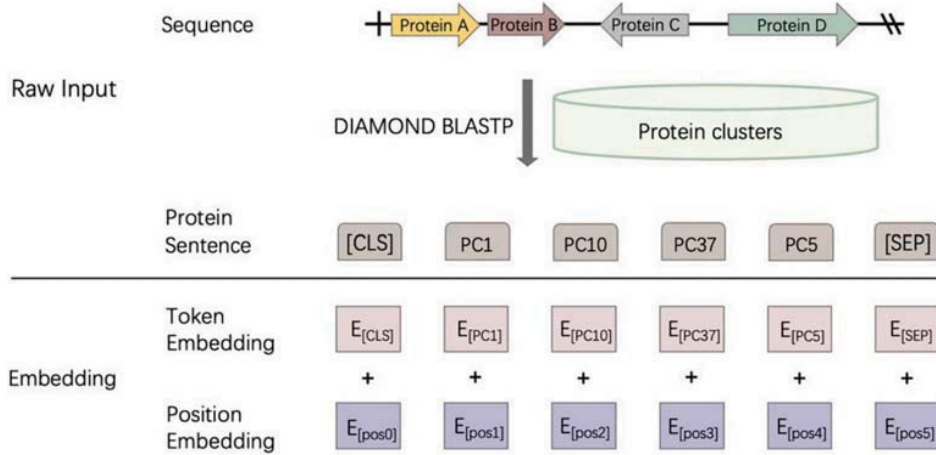 Sequence
Protein A Protein B Protein C Protein D
Raw Input
DIAMOND BLASTP
Protein clusters
Protein
Sentence
[CLS] PC1 PC10 PC37 PC5 [SEP]
Token
Embedding
E[CLS] E[PC1] E[PC10] E[PC37] E[PC5] E[SEP]
Embedding
+ + + + + +
Position
Embedding
E[pos0] E[pos1] E[pos2] E[pos3] E[pos4] E[pos5]